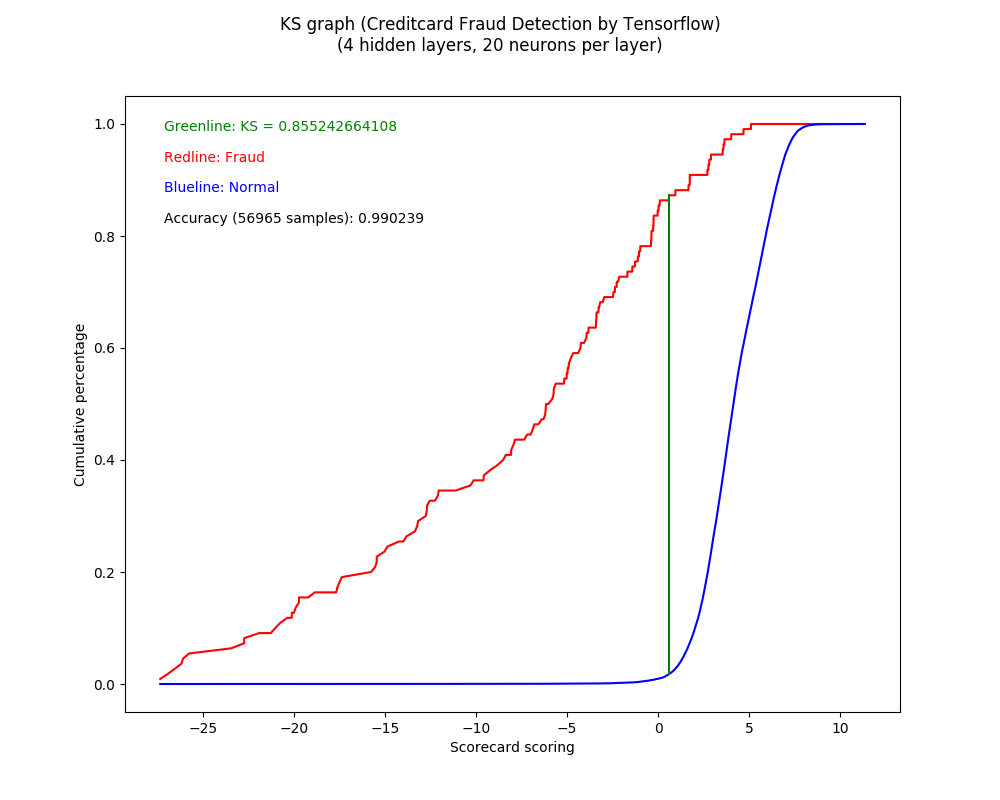 KS graph (Creditcard Fraud Detection by Tensorflow)
(4 hidden layers, 20 neurons per layer)
Greenline: KS = 0.855242664108
Redline: Fraud
Blueline: Normal
Accuracy (56965 samples): 0.990239
Cumulative percentage
1.0
0.8
0.6
0.4
0.2
0.0
−25 −20 −15 −10 −5 0 5 10
Scorecard scoring